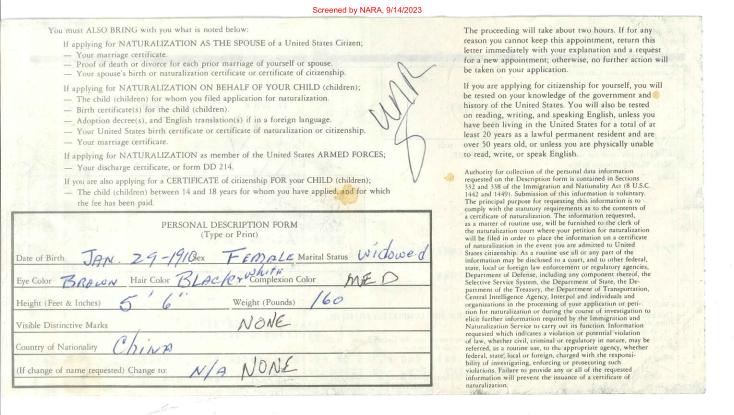 Screened by NARA, 9/14/2023
You must ALSO BRING with you what is noted below:
If applying for NATURALIZATION AS THE SPOUSE of a United States Citizen;
— Your marriage certificate.
— Proof of death or divorce for each prior marriage of yourself or spouse.
— Your spouse's birth or naturalization certificate or certificate of citizenship.
If applying for NATURALIZATION ON BEHALF OF YOUR CHILD (children);
— The child (children) for whom you filed application for naturalization.
— Birth certificate(s) for the child (children).
— Adoption decree(s), and English translation(s) if in a foreign language.
— Your United States birth certificate or certificate of naturalization or citizenship.
— Your marriage certificate.
If applying for NATURALIZATION as member of the United States ARMED FORCES;
— Your discharge certificate, or form DD 214.
If you are also applying for a CERTIFICATE of citizenship FOR your CHILD (children);
— The child (children) between 14 and 18 years for whom you have applied, and for which
the fee has been paid.
PERSONAL DESCRIPTION FORM
(Type or Print)
Date of Birth JAN. 29-1910 Sex FEMALE Marital Status widowed
Eye Color BROWN Hair Color BLACK & white Complexion Color MED
Height (Feet & Inches) 5' 6" Weight (Pounds) 160
Visible Distinctive Marks NONE
Country of Nationality China
(If change of name requested) Change to: N/A NONE
The proceeding will take about two hours. If for any
reason you cannot keep this appointment, return this
letter immediately with your explanation and a request
for a new appointment; otherwise, no further action will
be taken on your application.
If you are applying for citizenship for yourself, you will
be tested on your knowledge of the government and
history of the United States. You will also be tested
on reading, writing, and speaking English, unless you
have been living in the United States for a total of at
least 20 years as a lawful permanent resident and are
over 50 years old, or unless you are physically unable
to read, write, or speak English.
Authority for collection of the personal data information
requested on the Description Form is contained in Sections
332 and 338 of the Immigration and Nationality Act (8 U.S.C.
1442 and 1449). Submission of this information is voluntary.
The principal purpose for requesting this information is to
comply with the statutory requirements as to the contents
of a certificate of naturalization. The information requested,
as a matter of routine use, will be furnished to the clerk of
the naturalization court where your petition for naturalization
will be filed in order to place the information on a certificate
of naturalization in the event you are admitted to United
States citizenship. As a routine use all or any part of the
information may be disclosed to a court, and to other federal,
state, local or foreign law enforcement or regulatory agencies,
Department of Defense, including any component thereof, the
Selective Service System, the Department of State, the De-
partment of the Treasury, the Department of Transportation,
Central Intelligence Agency, Interpol and individuals and
organizations in the processing of your application or peti-
tion for naturalization or during the course of investigation to
elicit further information required by the Immigration and
Naturalization Service to carry out its function. Information
requested which indicates a violation or potential violation
of law, whether civil, criminal or regulatory in nature, may be
referred, as a routine use, to the appropriate agency, whether
federal, state, local or foreign, charged with the responsi-
bility of investigating, enforcing or prosecuting such
violations. Failure to provide any or all of the requested
information will prevent the issuance of a certificate of
naturalization.